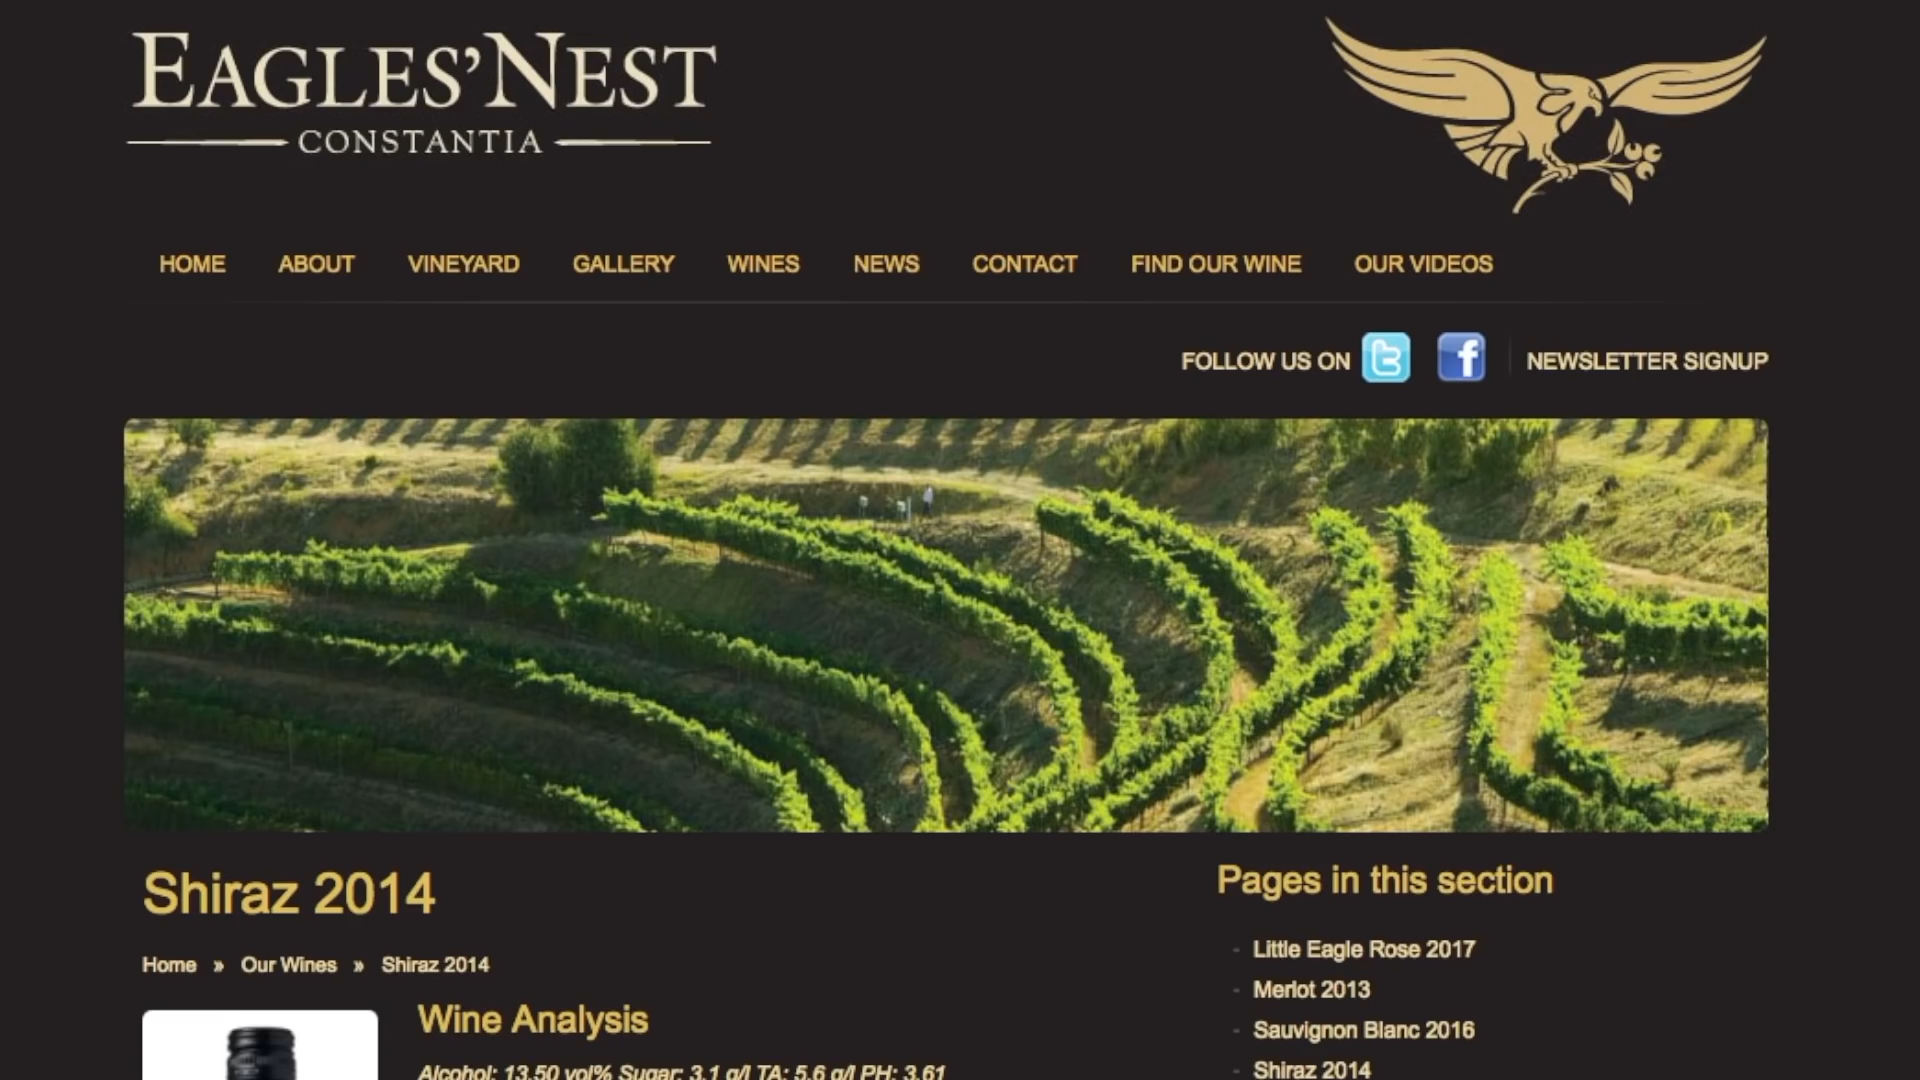 EAGLES'NEST
CONSTANTIA
HOME ABOUT VINEYARD GALLERY WINES NEWS CONTACT FIND OUR WINE OUR VIDEOS
FOLLOW US ON NEWSLETTER SIGNUP
Shiraz 2014
Home » Our Wines » Shiraz 2014
Wine Analysis
Alcohol: 13.50 vol% Sugar: 3.1 g/l TA: 5.6 g/l PH: 3.61
Pages in this section
- Little Eagle Rose 2017
- Merlot 2013
- Sauvignon Blanc 2016
- Shiraz 2014